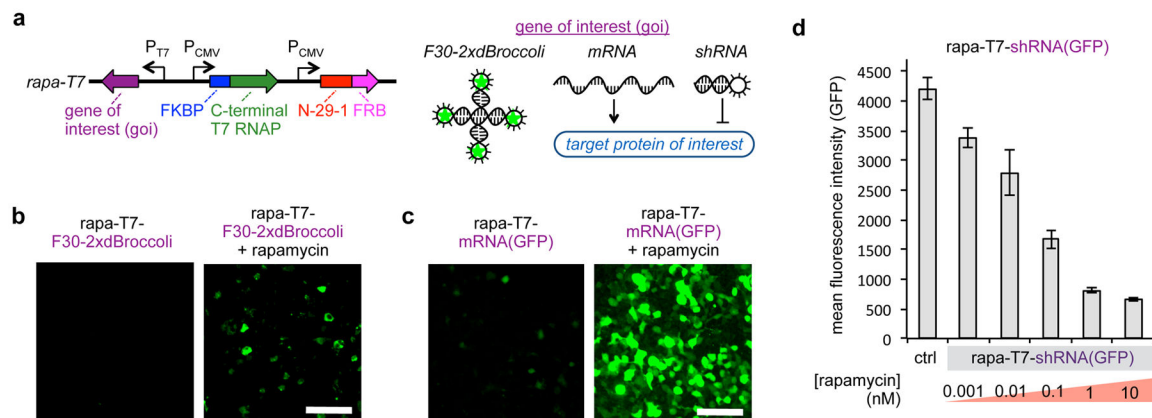 a
rapa-T7
P_T7
P_CMV
P_CMV
gene of
interest (goi)
FKBP
C-terminal
T7 RNAP
N-29-1
FRB
gene of interest (goi)
F30-2xdBroccoli
mRNA
shRNA
target protein of interest
b
rapa-T7-
F30-2xdBroccoli
rapa-T7-
F30-2xdBroccoli
+ rapamycin
c
rapa-T7-
mRNA(GFP)
rapa-T7-
mRNA(GFP)
+ rapamycin
d
rapa-T7-shRNA(GFP)
mean fluorescence intensity (GFP)
4500
4000
3500
3000
2500
2000
1500
1000
500
0
ctrl
rapa-T7-shRNA(GFP)
[rapamycin]
(nM)
0.001
0.01
0.1
1
10